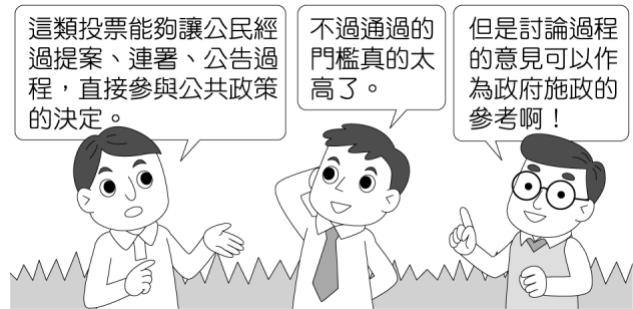 這類投票能夠讓公民經
過提案、連署、公告過
程，直接參與公共政策
的決定。
不過通過的
門檻真的太
高了。
但是討論過程
的意見可以作
為政府施政的
參考啊！